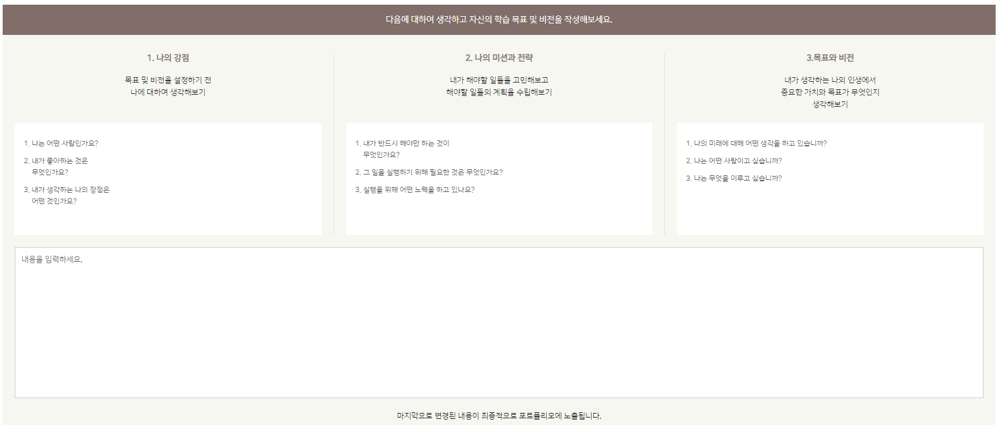 다음에 대하여 생각하고 자신의 학습 목표 및 비전을 작성해보세요.
1. 나의 강점
목표 및 비전을 설정하기 전
나에 대하여 생각해보기
1. 나는 어떤 사람인가요?
2. 내가 좋아하는 것은
무엇인가요?
3. 내가 생각하는 나의 장점은
어떤 것인가요?
2. 나의 미션과 전략
내가 해야할 일들을 고민해보고
해야할 일들의 계획을 수립해보기
1. 내가 반드시 해야만 하는 것이
무엇인가요?
2. 그 일을 실행하기 위해 필요한 것은 무엇인가요?
3. 실행을 위해 어떤 노력을 하고 있나요?
3.목표와 비전
내가 생각하는 나의 인생에서
중요한 가치와 목표가 무엇인지
생각해보기
1. 나의 미래에 대해 어떤 생각을 하고 있습니까?
2. 나는 어떤 사람이고 싶습니까?
3. 나는 무엇을 이루고 싶습니까?
내용을 입력하세요.
마지막으로 변경된 내용이 최종적으로 포트폴리오에 노출됩니다.